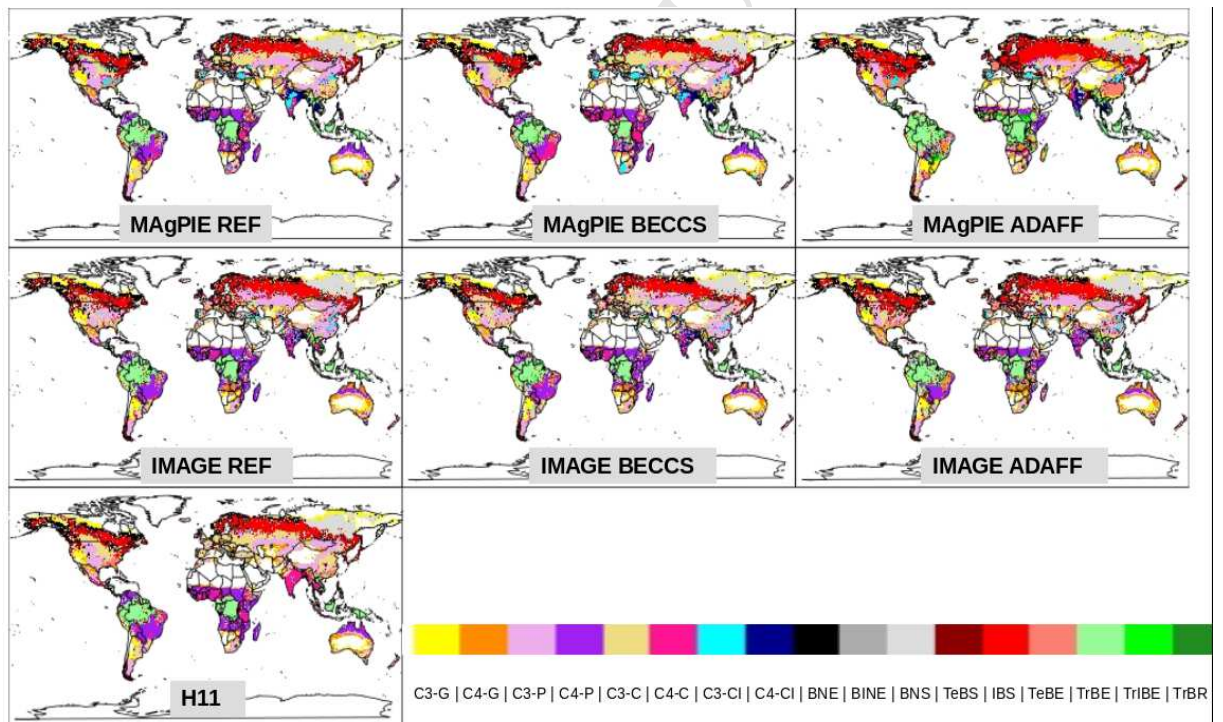 MAgPIE REF
MAgPIE BECCS
MAgPIE ADAFF
IMAGE REF
IMAGE BECCS
IMAGE ADAFF
H11
C3-G | C4-G | C3-P | C4-P | C3-C | C4-C | C3-CI | C4-CI | BNE | BINE | BNS | TeBS | IBS | TeBE | TrBE | TrIBE | TrBR